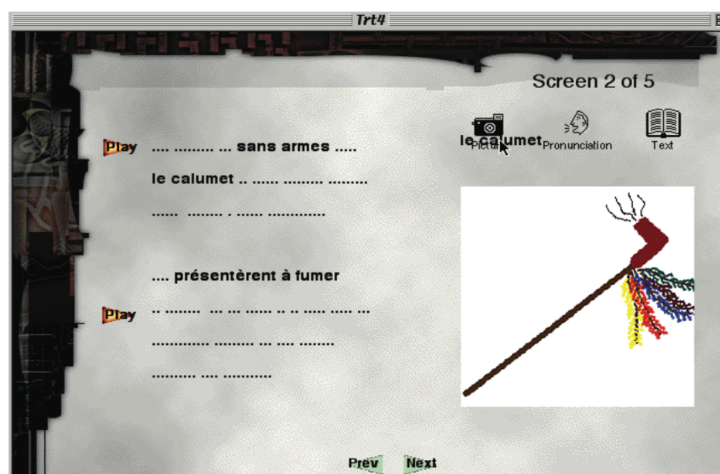 Trt4
Screen 2 of 5
Play .... ......... ... sans armes .....
le calumet
Picture Pronunciation Text
le calumet .. ...... ......... .........
...... ........ . ...... .............
.... présentèrent à fumer
Play .. ........ ... ... ...... .. .. ..... ..... ...
............ ........ ... .... ........
.......... .... ...........
Prev Next